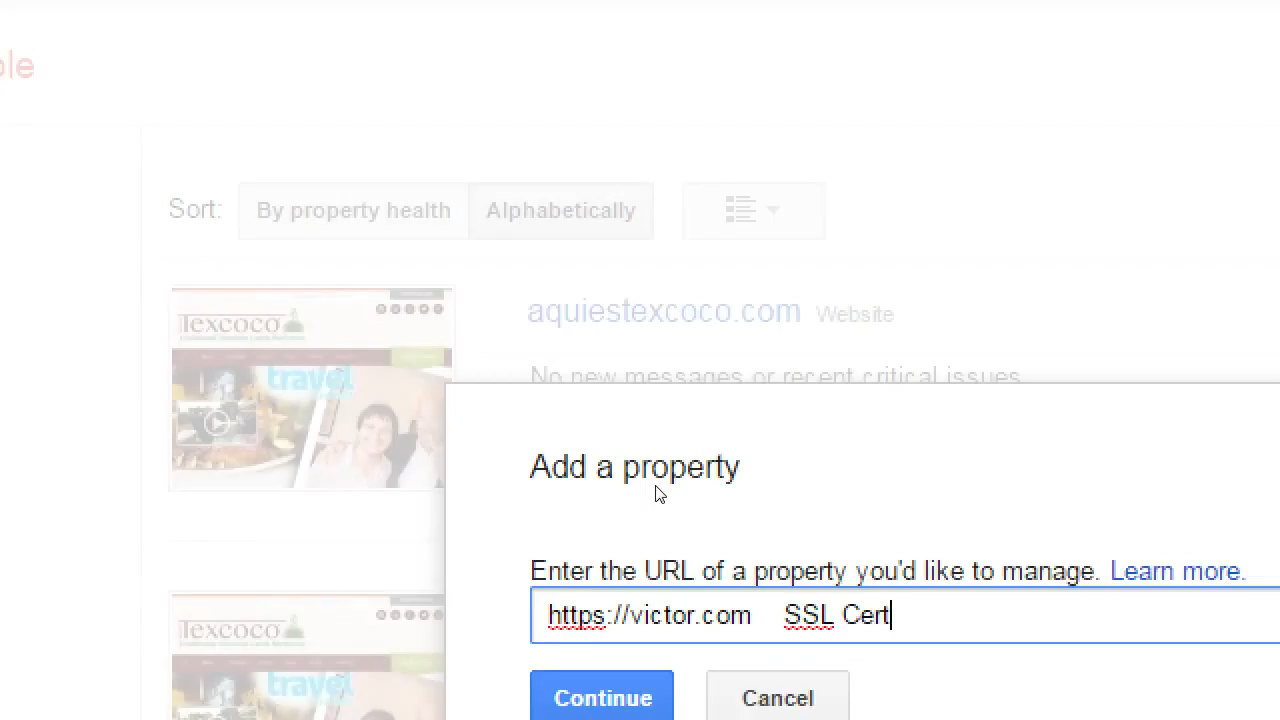 ole
Sort: By property health Alphabetically
Texcoco
travel
aquiestexcoco.com Website
No new messages or recent critical issues
Add a property
Enter the URL of a property you'd like to manage. Learn more.
https://victor.com SSL Cert
Continue Cancel
Texcoco
travel